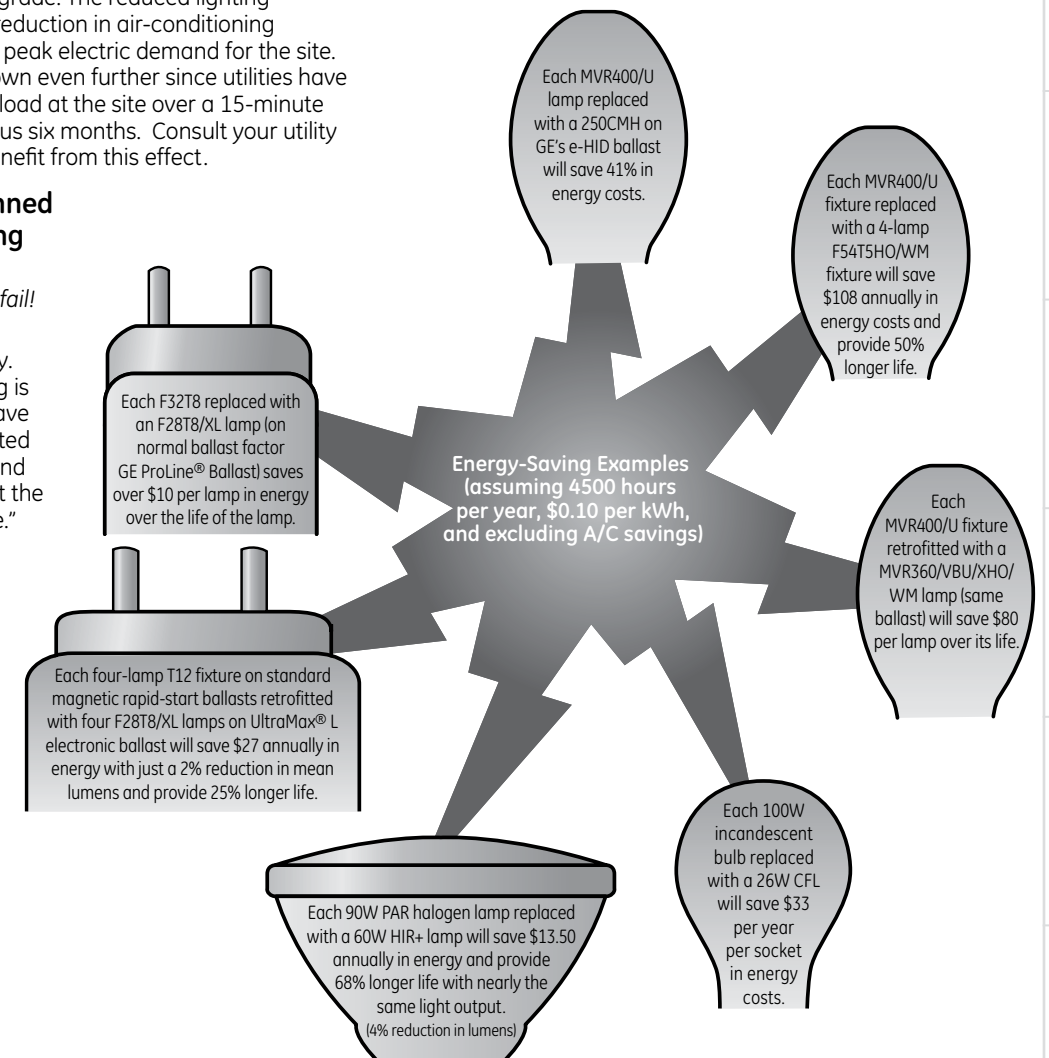 grade. The reduced lighting
reduction in air-conditioning
peak electric demand for the site.
own even further since utilities have
load at the site over a 15-minute
us six months. Consult your utility
nefit from this effect.
nned
ng
fail!
y.
g is
ave
ted
nd
t the
e.”
Each MVR400/U
lamp replaced
with a 250CMH on
GE's e-HID ballast
will save 41% in
energy costs.
Each MVR400/U
fixture replaced
with a 4-lamp
F54T5HO/WM
fixture will save
$108 annually in
energy costs and
provide 50%
longer life.
Each F32T8 replaced with
an F28T8/XL lamp (on
normal ballast factor
GE ProLine® Ballast) saves
over $10 per lamp in energy
over the life of the lamp.
Energy-Saving Examples
(assuming 4500 hours
per year, $0.10 per kWh,
and excluding A/C savings)
Each
MVR400/U fixture
retrofitted with a
MVR360/VBU/XHO/
WM lamp (same
ballast) will save $80
per lamp over its life.
Each four-lamp T12 fixture on standard
magnetic rapid-start ballasts retrofitted
with four F28T8/XL lamps on UltraMax® L
electronic ballast will save $27 annually in
energy with just a 2% reduction in mean
lumens and provide 25% longer life.
Each 100W
incandescent
bulb replaced
with a 26W CFL
will save $33
per year
per socket
in energy
costs.
Each 90W PAR halogen lamp replaced
with a 60W HIR+ lamp will save $13.50
annually in energy and provide
68% longer life with nearly the
same light output.
(4% reduction in lumens)